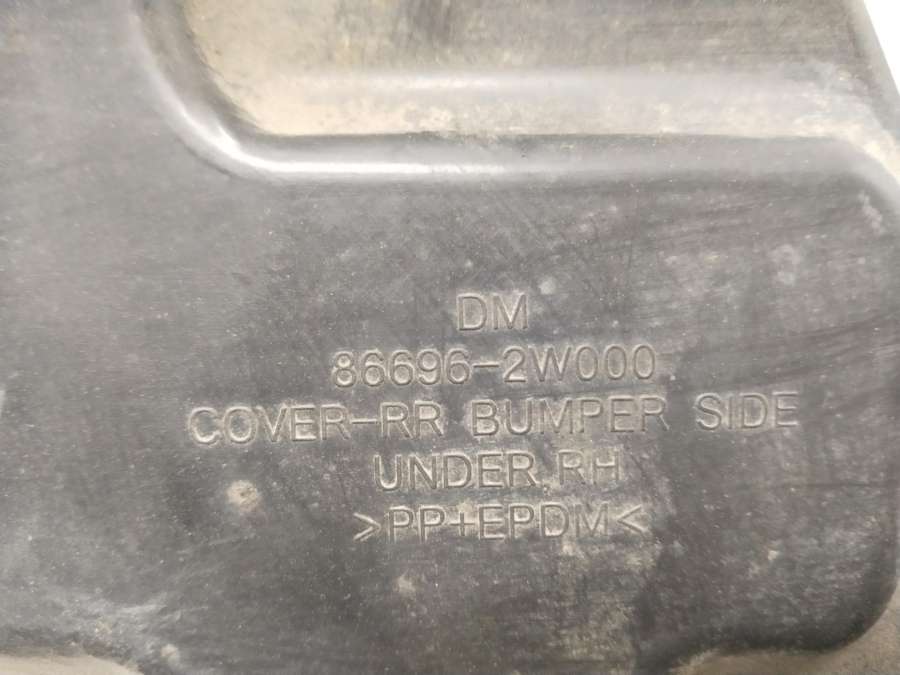 DM
86696-2W000
COVER-RR BUMPER SIDE
UNDER RH
>PP+EPDM<